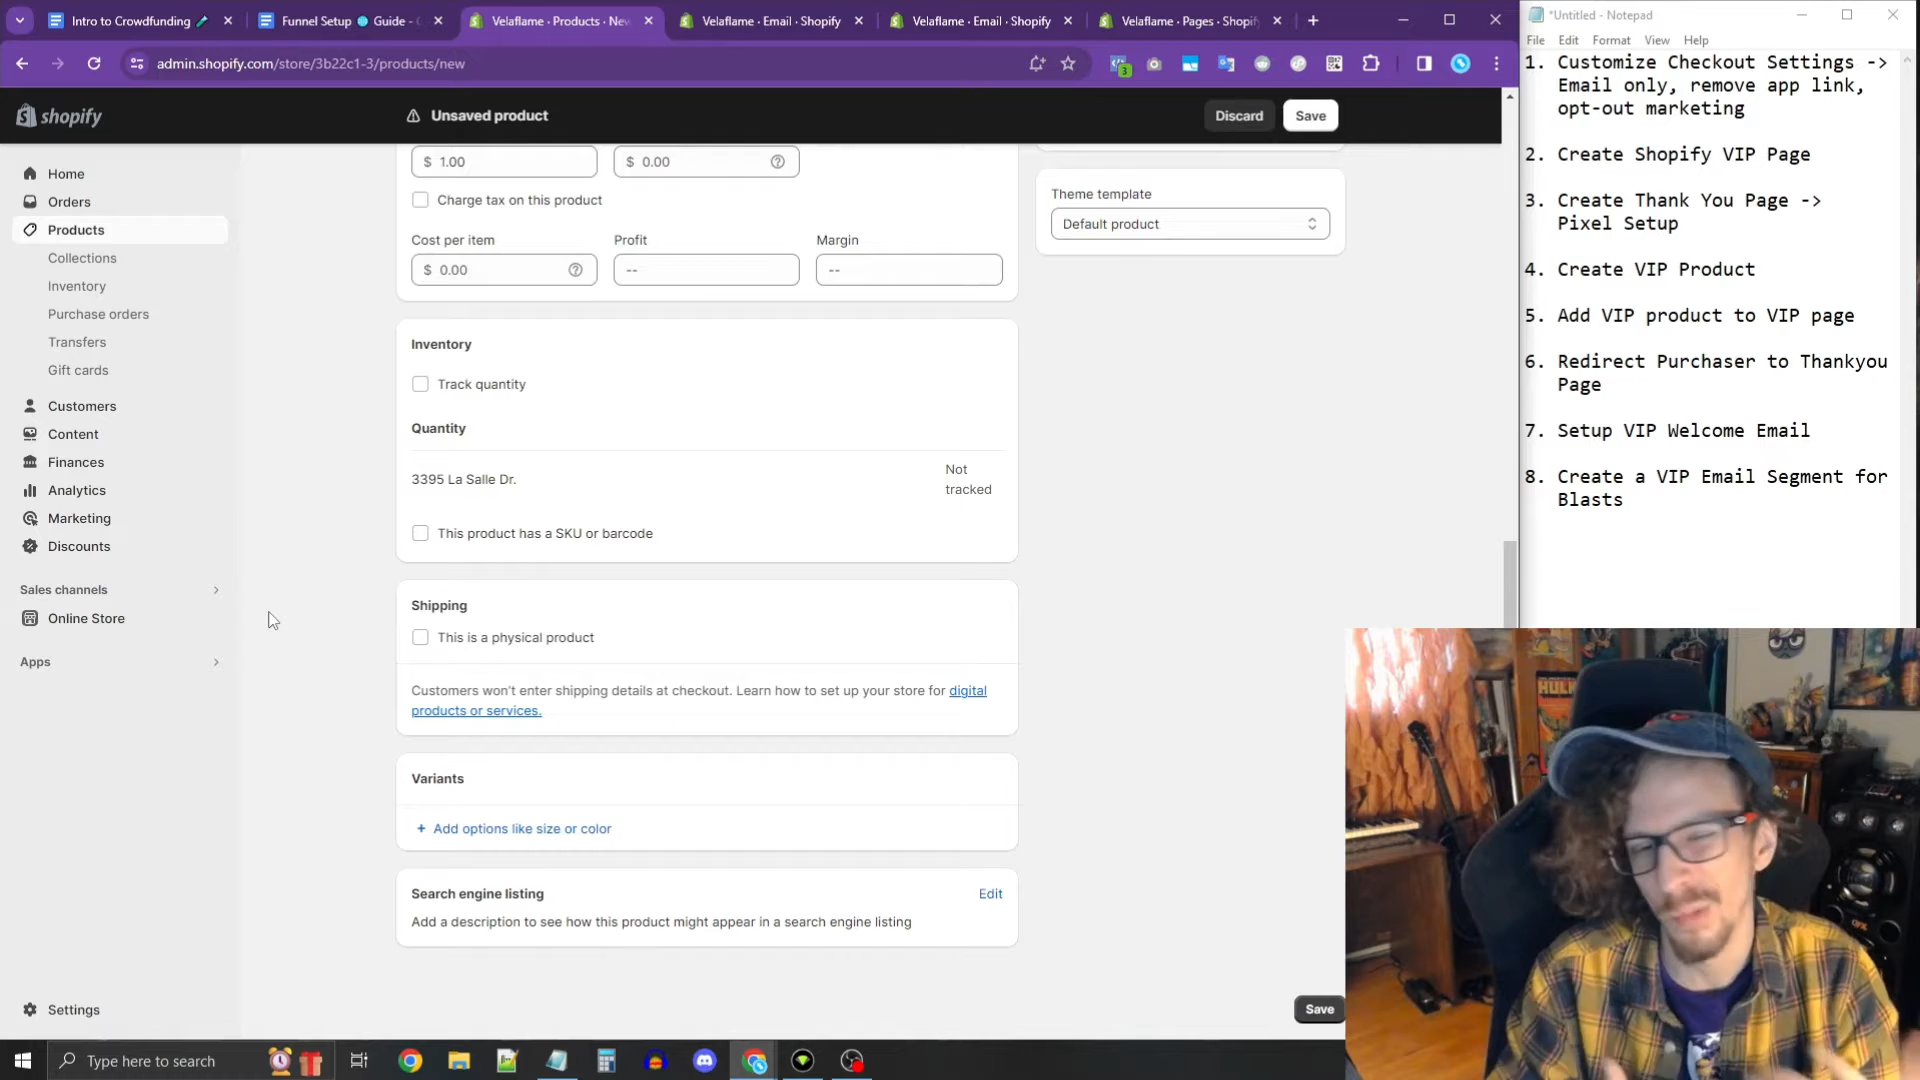 Intro to Crowdfunding
Funnel Setup Guide -
Velaflame · Products · Nev
Velaflame · Email · Shopify
Velaflame · Email · Shopify
Velaflame · Pages · Shopif
admin.shopify.com/store/3b22c1-3/products/new
3
shopify
Unsaved product
Discard
Save
Home
Orders
Products
Collections
Inventory
Purchase orders
Transfers
Gift cards
Customers
Content
Finances
Analytics
Marketing
Discounts
Sales channels
Online Store
Apps
Settings
$ 1.00
$ 0.00
Charge tax on this product
Cost per item
Profit
Margin
$ 0.00
--
--
Inventory
Track quantity
Quantity
3395 La Salle Dr.
Not
tracked
This product has a SKU or barcode
Shipping
This is a physical product
Customers won't enter shipping details at checkout. Learn how to set up your store for digital
products or services.
Variants
+ Add options like size or color
Search engine listing
Edit
Add a description to see how this product might appear in a search engine listing
Theme template
Default product
Save
*Untitled - Notepad
File Edit Format View Help
1. Customize Checkout Settings ->
Email only, remove app link,
opt-out marketing
2. Create Shopify VIP Page
3. Create Thank You Page ->
Pixel Setup
4. Create VIP Product
5. Add VIP product to VIP page
6. Redirect Purchaser to Thankyou
Page
7. Setup VIP Welcome Email
8. Create a VIP Email Segment for
Blasts
HULK
Type here to search